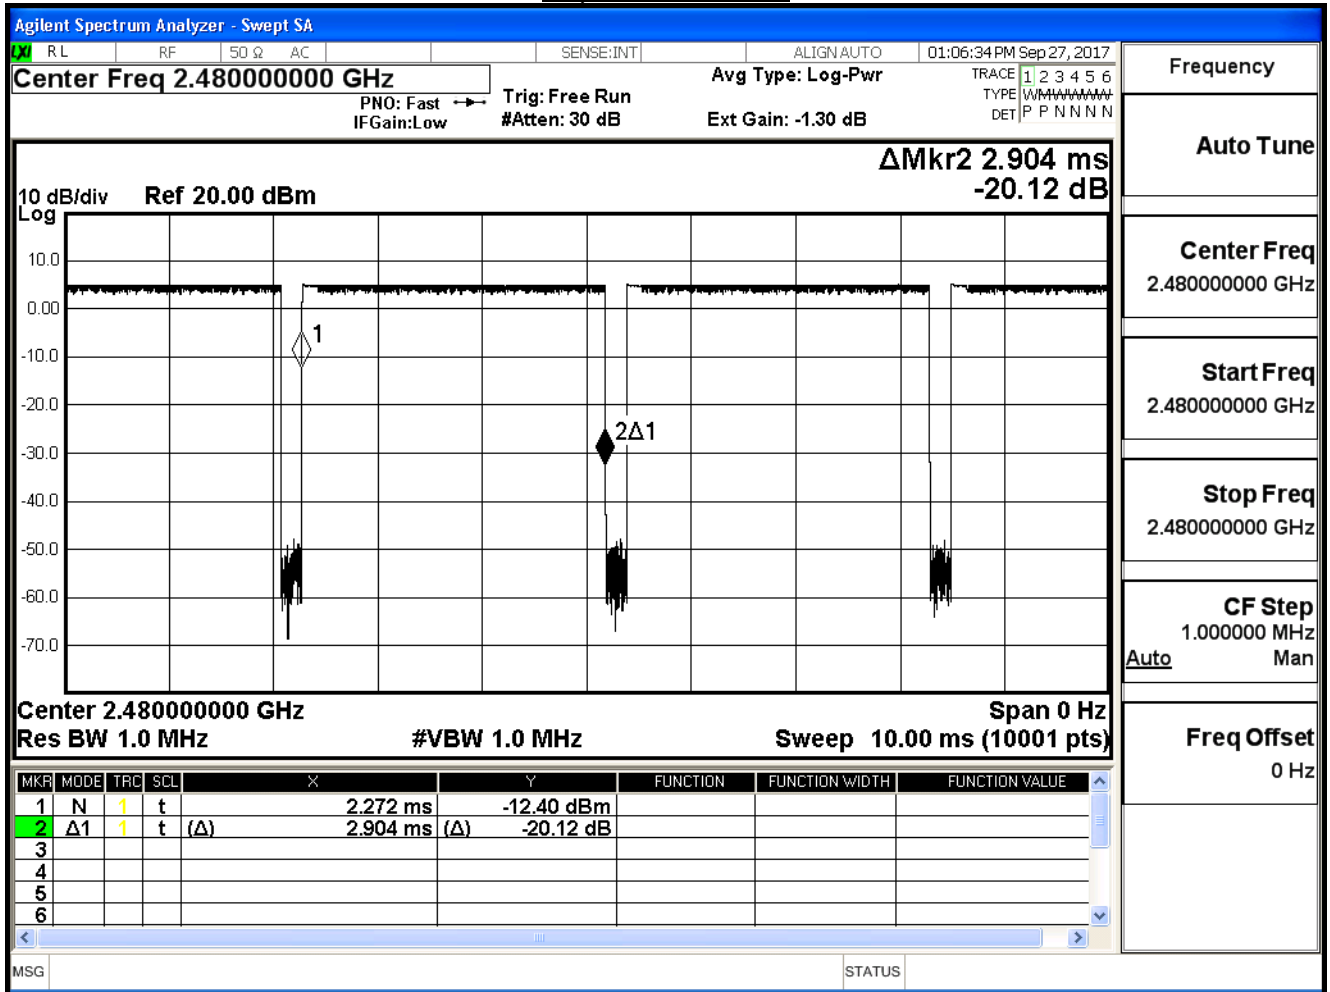 Agilent Spectrum Analyzer - Swept SA
LXI RL RF 50 Ω AC SENSE:INT ALIGN AUTO 01:06:34 PM Sep 27, 2017
Center Freq 2.480000000 GHz
PNO: Fast
IFGain:Low
Trig: Free Run
#Atten: 30 dB
Avg Type: Log-Pwr
Ext Gain: -1.30 dB
TRACE 1 2 3 4 5 6
TYPE
DET P P N N N N
ΔMkr2 2.904 ms
-20.12 dB
10 dB/div Ref 20.00 dBm
Log
10.0
0.00
-10.0
-20.0
-30.0
-40.0
-50.0
-60.0
-70.0
1
2Δ1
Center 2.480000000 GHz Span 0 Hz
Res BW 1.0 MHz #VBW 1.0 MHz Sweep 10.00 ms (10001 pts)
MKR MODE TRC SCL X Y FUNCTION FUNCTION WIDTH FUNCTION VALUE
1 N 1 t 2.272 ms -12.40 dBm
2 Δ1 1 t (Δ) 2.904 ms (Δ) -20.12 dB
3
4
5
6
MSG STATUS
Frequency
Auto Tune
Center Freq
2.480000000 GHz
Start Freq
2.480000000 GHz
Stop Freq
2.480000000 GHz
CF Step
1.000000 MHz
Auto Man
Freq Offset
0 Hz